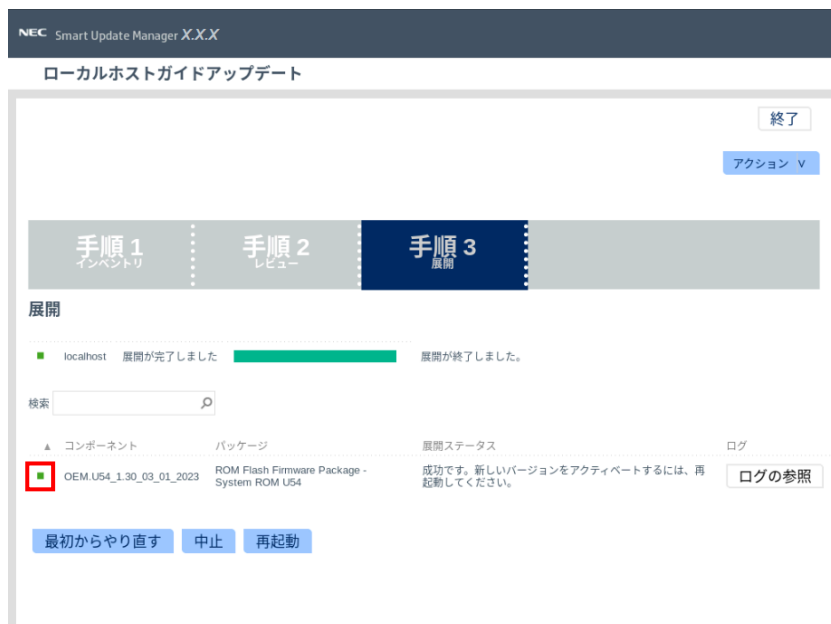 NEC Smart Update Manager X.X.X
ローカルホストガイドアップデート
終了
アクション ∨
手順 1
インベントリ
手順 2
レビュー
手順 3
展開
展開
localhost 展開が完了しました 展開が終了しました。
検索
▲ コンポーネント パッケージ 展開ステータス ログ
OEM.U54_1.30_03_01_2023
ROM Flash Firmware Package -
System ROM U54
成功です。新しいバージョンをアクティベートするには、再
起動してください。
ログの参照
最初からやり直す 中止 再起動